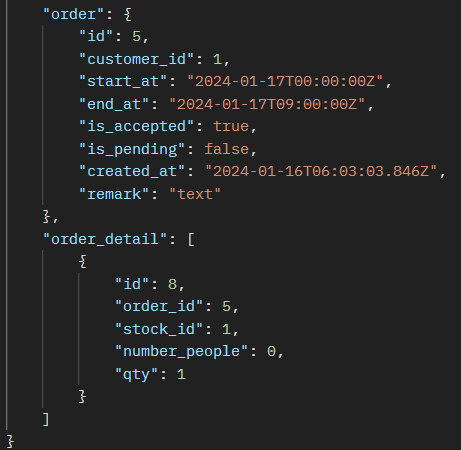 "order": {
"id": 5,
"customer_id": 1,
"start_at": "2024-01-17T00:00:00Z",
"end_at": "2024-01-17T09:00:00Z",
"is_accepted": true,
"is_pending": false,
"created_at": "2024-01-16T06:03:03.846Z",
"remark": "text"
},
"order_detail": [
{
"id": 8,
"order_id": 5,
"stock_id": 1,
"number_people": 0,
"qty": 1
}
]
}